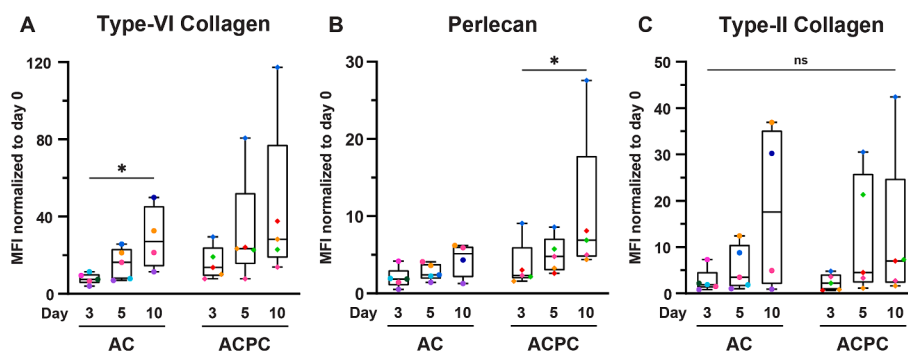 A Type-VI Collagen
B Perlecan
C Type-II Collagen
MFI normalized to day 0
120
80
40
0
*
Day 3 5 10 3 5 10
AC ACPC
MFI normalized to day 0
30
20
10
0
*
Day 3 5 10 3 5 10
AC ACPC
MFI normalized to day 0
50
40
30
20
10
0
ns
Day 3 5 10 3 5 10
AC ACPC